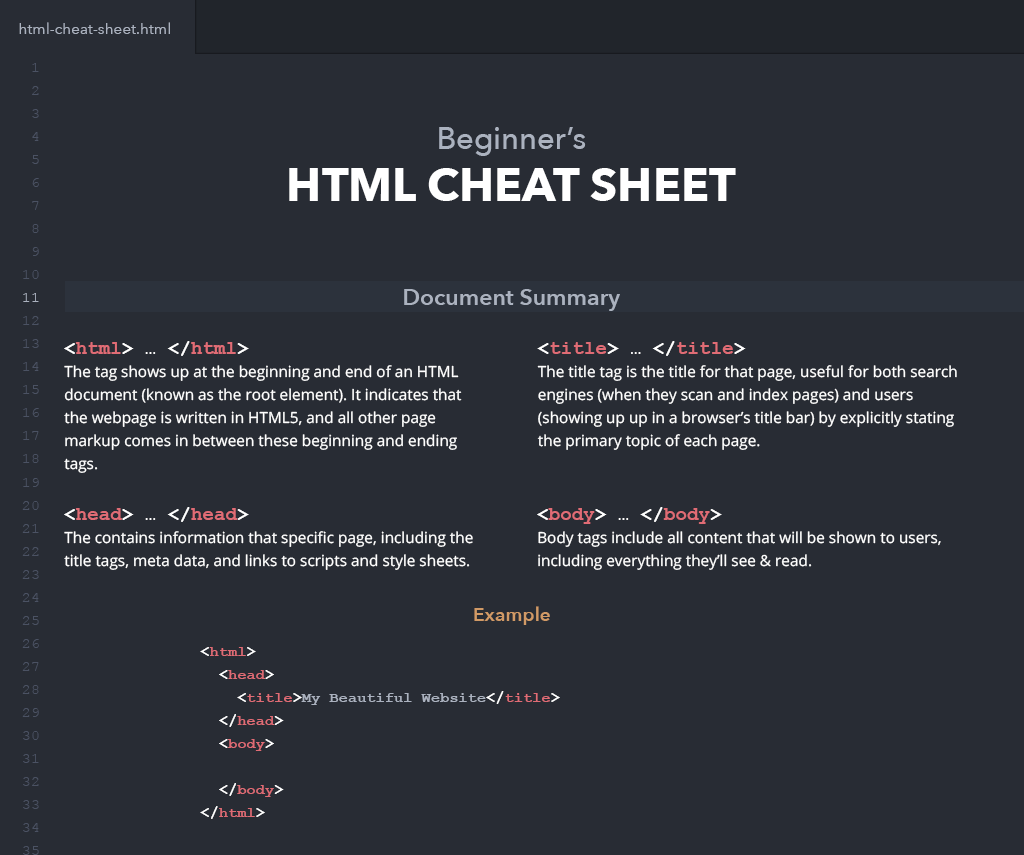 html-cheat-sheet.html
Beginner’s
HTML CHEAT SHEET
Document Summary
<html> … </html>
The tag shows up at the beginning and end of an HTML
document (known as the root element). It indicates that
the webpage is written in HTML5, and all other page
markup comes in between these beginning and ending
tags.
<title> … </title>
The title tag is the title for that page, useful for both search
engines (when they scan and index pages) and users
(showing up up in a browser’s title bar) by explicitly stating
the primary topic of each page.
<head> … </head>
The contains information that specific page, including the
title tags, meta data, and links to scripts and style sheets.
<body> … </body>
Body tags include all content that will be shown to users,
including everything they’ll see & read.
Example
<html>
<head>
<title>My Beautiful Website</title>
</head>
<body>
</body>
</html>
1
2
3
4
5
6
7
8
9
10
11
12
13
14
15
16
17
18
19
20
21
22
23
24
25
26
27
28
29
30
31
32
33
34
35